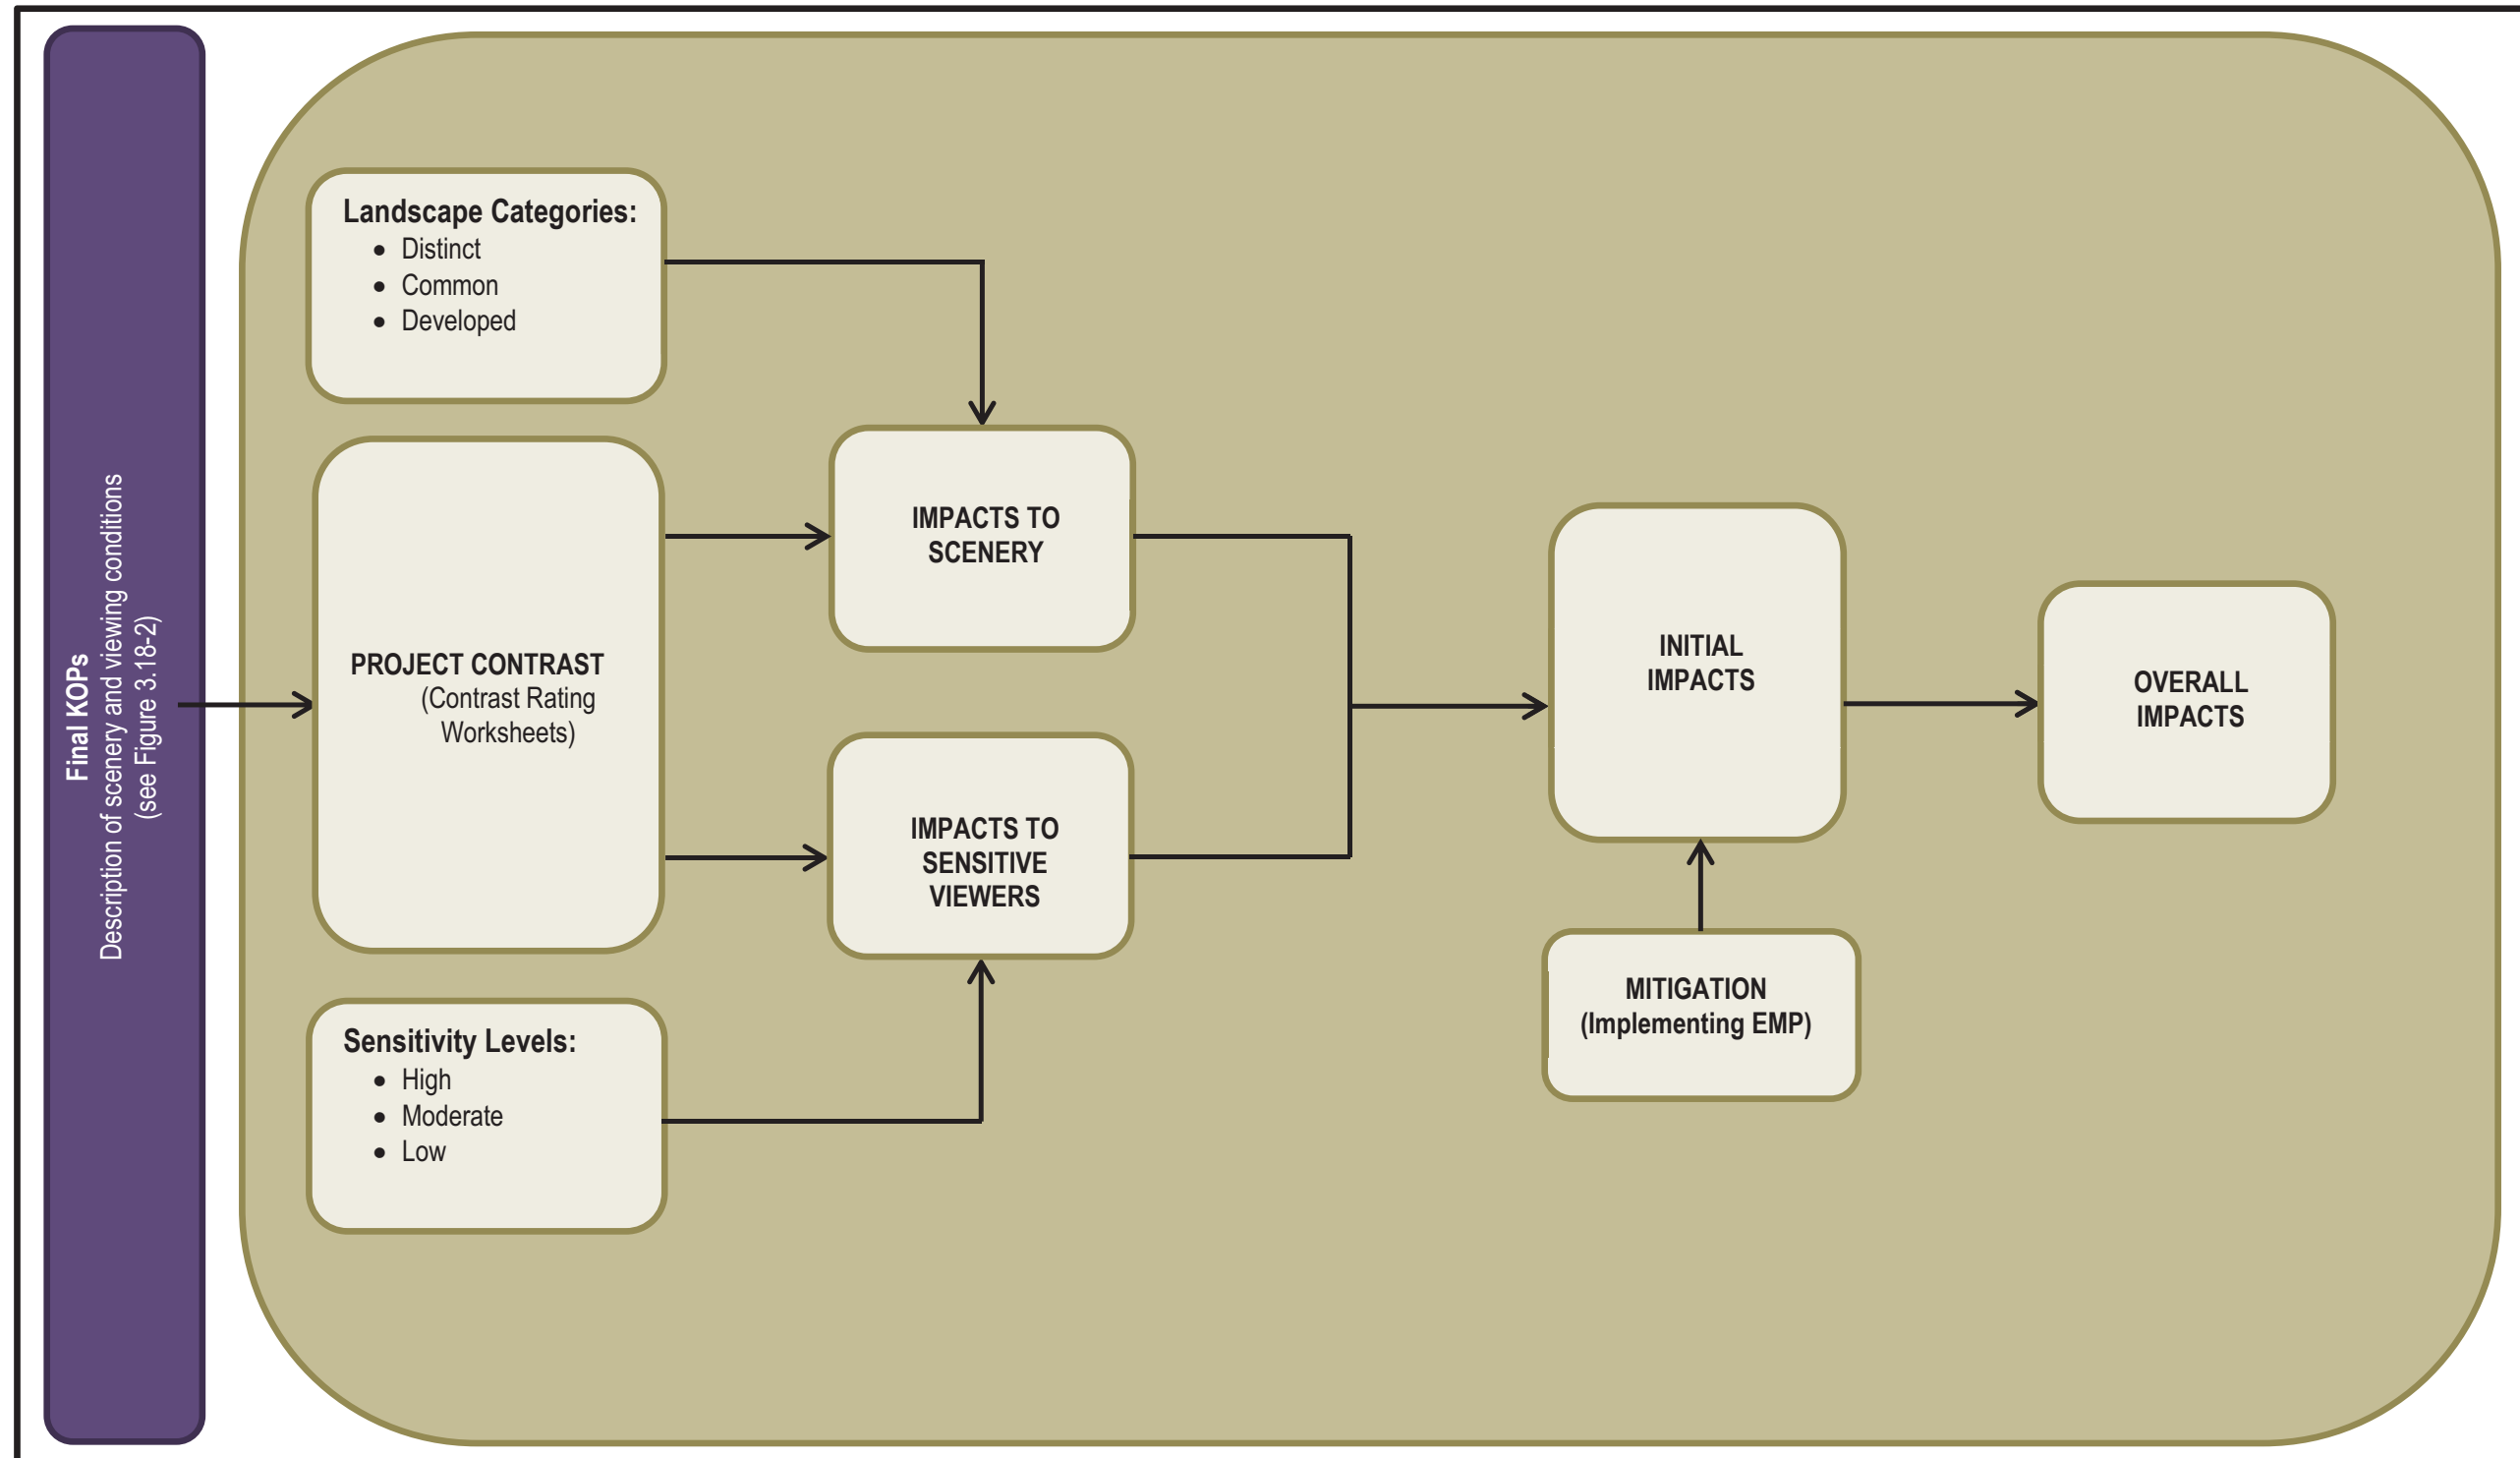 Final KOPs
Description of scenery and viewing conditions
(see Figure 3.18-2)
Landscape Categories:
● Distinct
● Common
● Developed
PROJECT CONTRAST
(Contrast Rating
Worksheets)
Sensitivity Levels:
● High
● Moderate
● Low
IMPACTS TO
SCENERY
IMPACTS TO
SENSITIVE
VIEWERS
INITIAL
IMPACTS
MITIGATION
(Implementing EMP)
OVERALL
IMPACTS